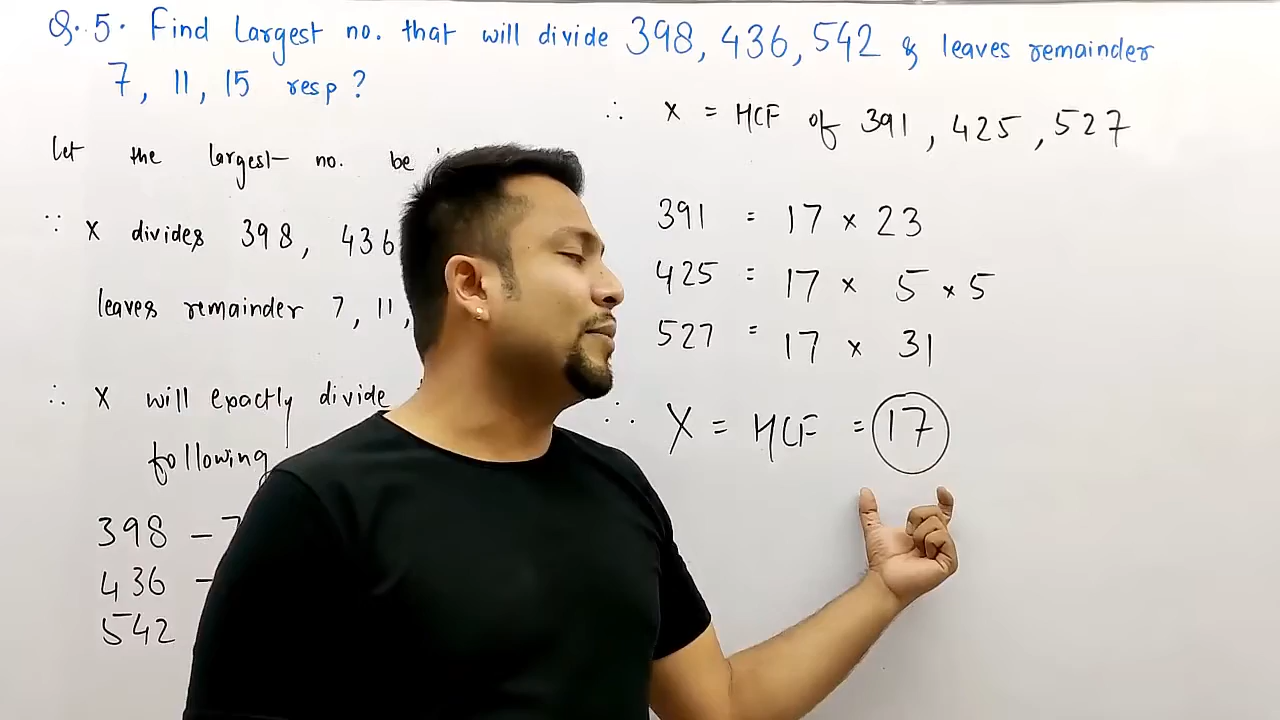 Q.5. Find Largest no. that will divide 398, 436, 542 & leaves remainder
7, 11, 15 resp?
Let the largest no. be
∵ X divides 398, 436
leaves remainder 7, 11,
∴ X will exactly divide
following
398 - 7
436 -
542
∴ X = HCF of 391, 425, 527
391 = 17 × 23
425 = 17 × 5 × 5
527 = 17 × 31
∴ X = HCF = 17